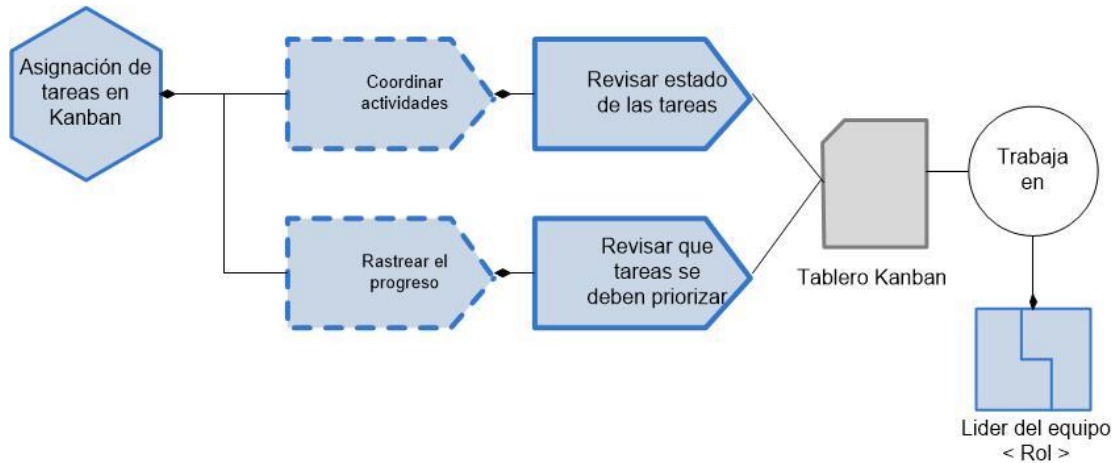 Asignación de
tareas en
Kanban
Coordinar
actividades
Revisar estado
de las tareas
Rastrear el
progreso
Revisar que
tareas se
deben priorizar
Tablero Kanban
Trabaja
en
Lider del equipo
< Rol >